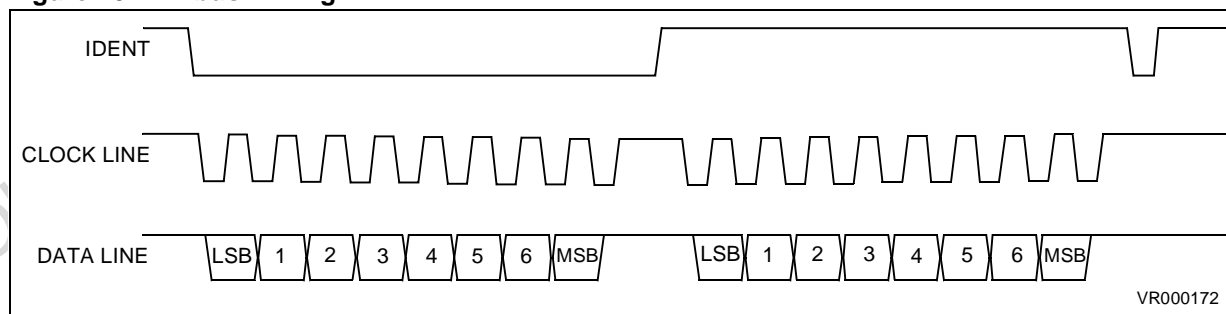 IDENT
CLOCK LINE
DATA LINE
LSB 1 2 3 4 5 6 MSB LSB 1 2 3 4 5 6 MSB
VR000172